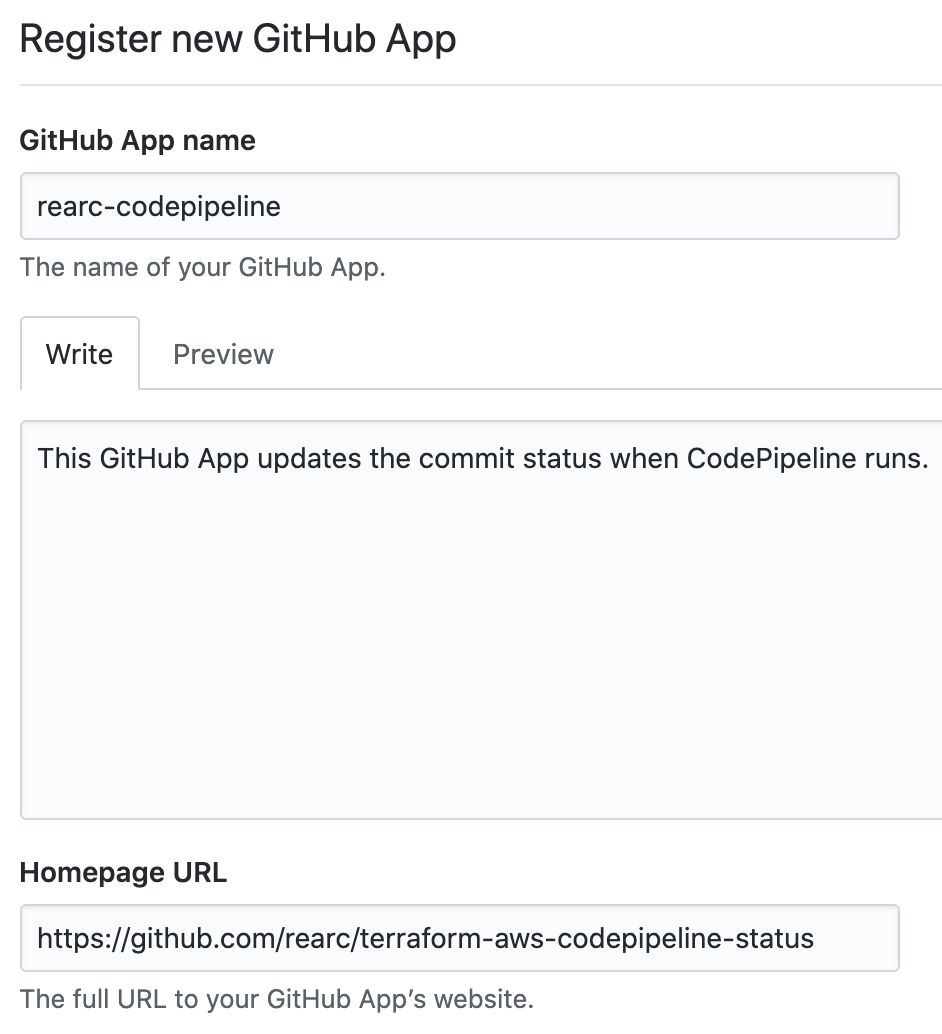 Register new GitHub App
GitHub App name
rearc-codepipeline
The name of your GitHub App.
Write Preview
This GitHub App updates the commit status when CodePipeline runs.
Homepage URL
https://github.com/rearc/terraform-aws-codepipeline-status
The full URL to your GitHub App’s website.